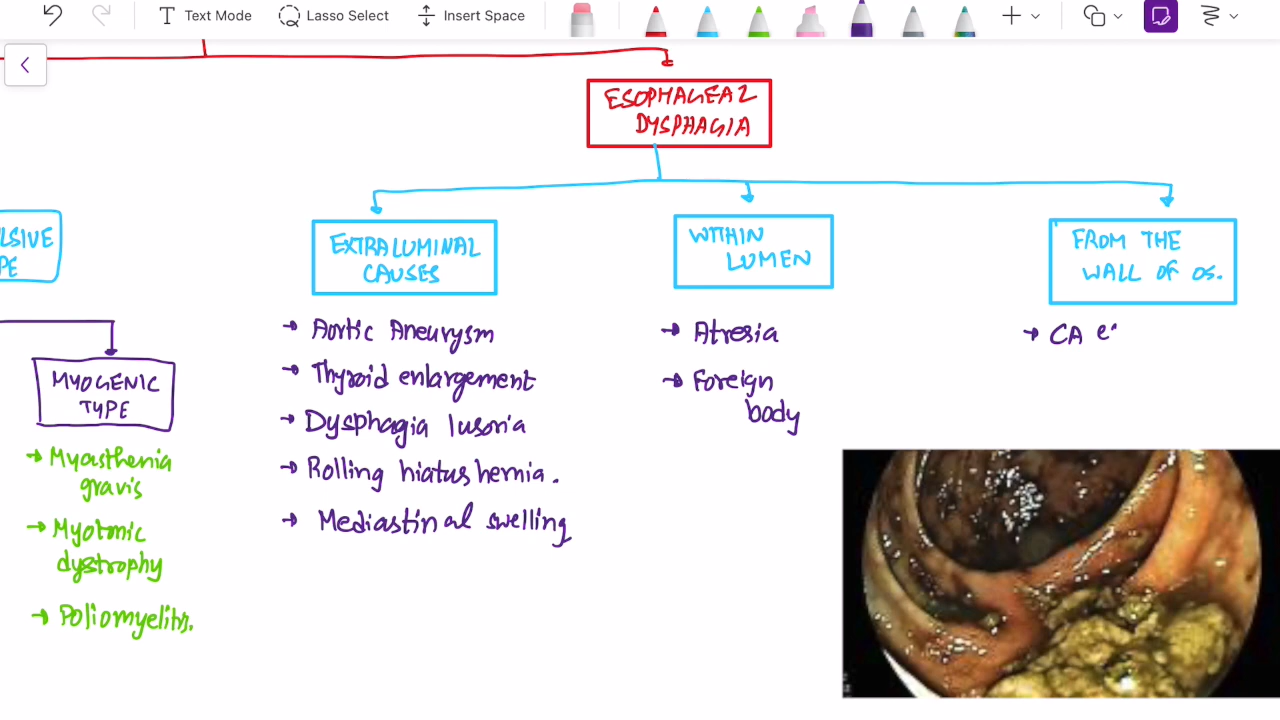 Text Mode
Lasso Select
Insert Space
ESOPHAGEAL
DYSPHAGIA
LSIVE
PE
EXTRALUMINAL
CAUSES
WITHIN
LUMEN
FROM THE
WALL OF OS.
→ Aortic Aneurysm
→ Thyroid enlargement
→ Dysphagia lusoria
→ Rolling hiatus hernia.
→ Mediastinal swelling
→ Atresia
→ Foreign
body
→ CA e
MYOGENIC
TYPE
→ Myasthenia
gravis
→ Myotonic
dystrophy
→ Poliomyelitis.